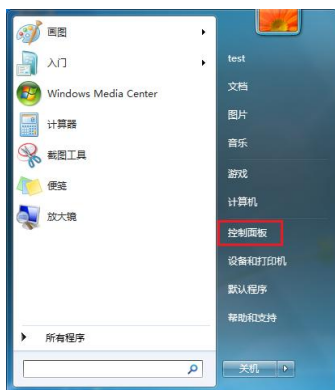 画图
入门
Windows Media Center
计算器
截图工具
便笺
放大镜
所有程序
test
文档
图片
音乐
游戏
计算机
控制面板
设备和打印机
默认程序
帮助和支持
关机